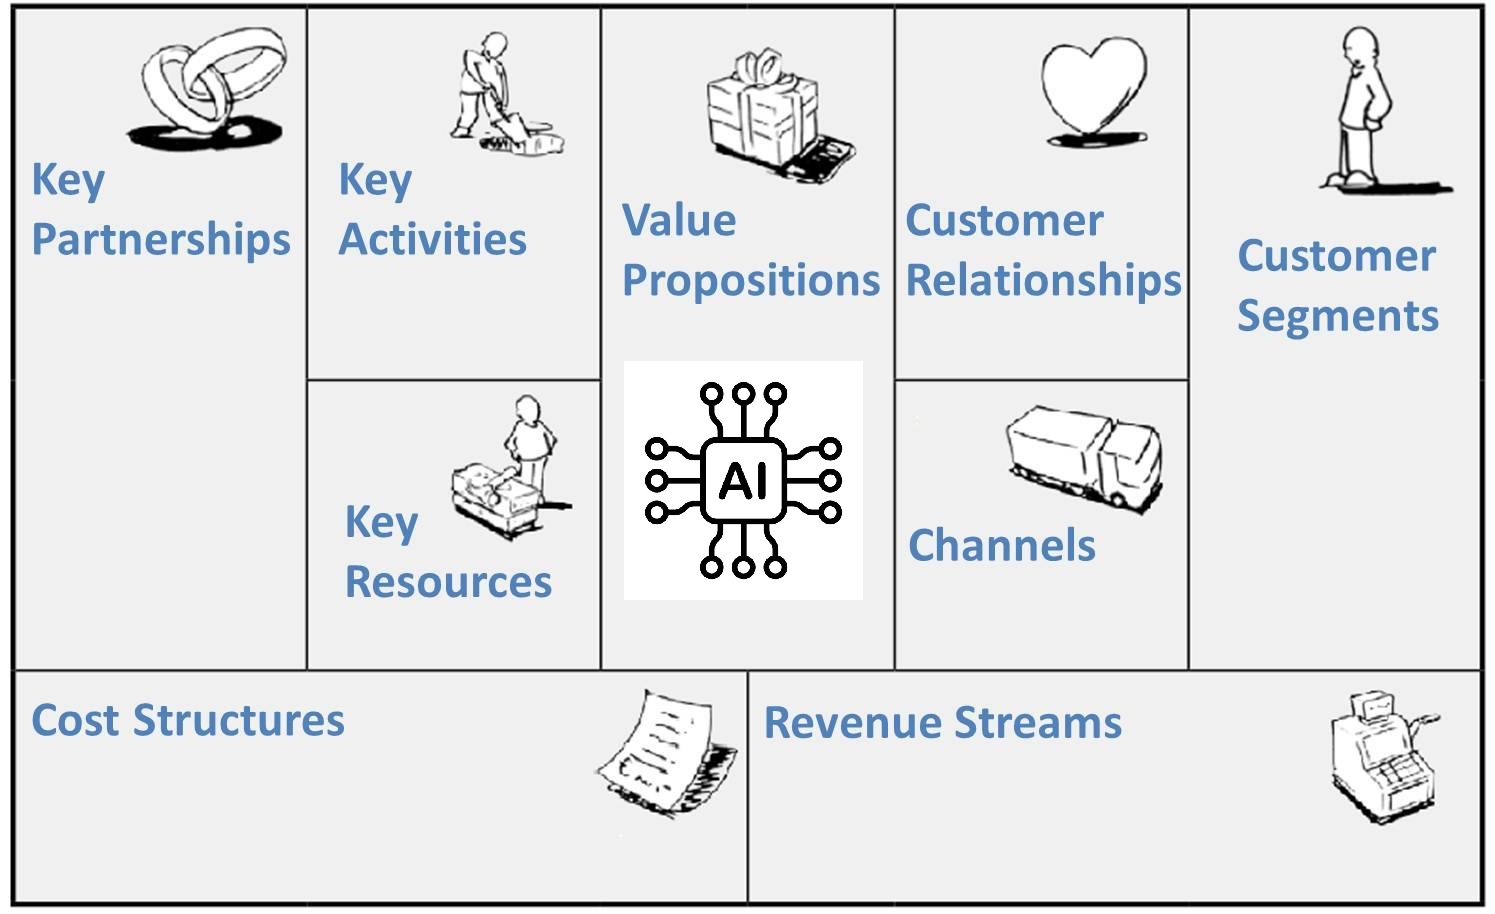 Key
Partnerships
Key
Activities
Key
Resources
Value
Propositions
AI
Customer
Relationships
Channels
Customer
Segments
Cost Structures
Revenue Streams